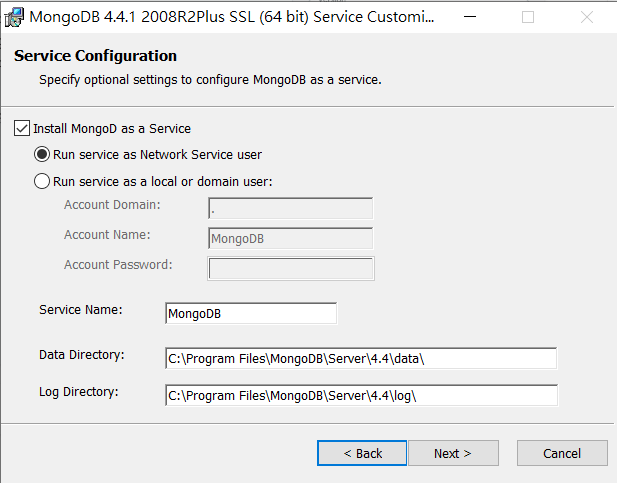 MongoDB 4.4.1 2008R2Plus SSL (64 bit) Service Customi...
Service Configuration
Specify optional settings to configure MongoDB as a service.
Install MongoD as a Service
Run service as Network Service user
Run service as a local or domain user:
Account Domain: .
Account Name: MongoDB
Account Password:
Service Name: MongoDB
Data Directory: C:\Program Files\MongoDB\Server\4.4\data\
Log Directory: C:\Program Files\MongoDB\Server\4.4\log\
< Back Next > Cancel